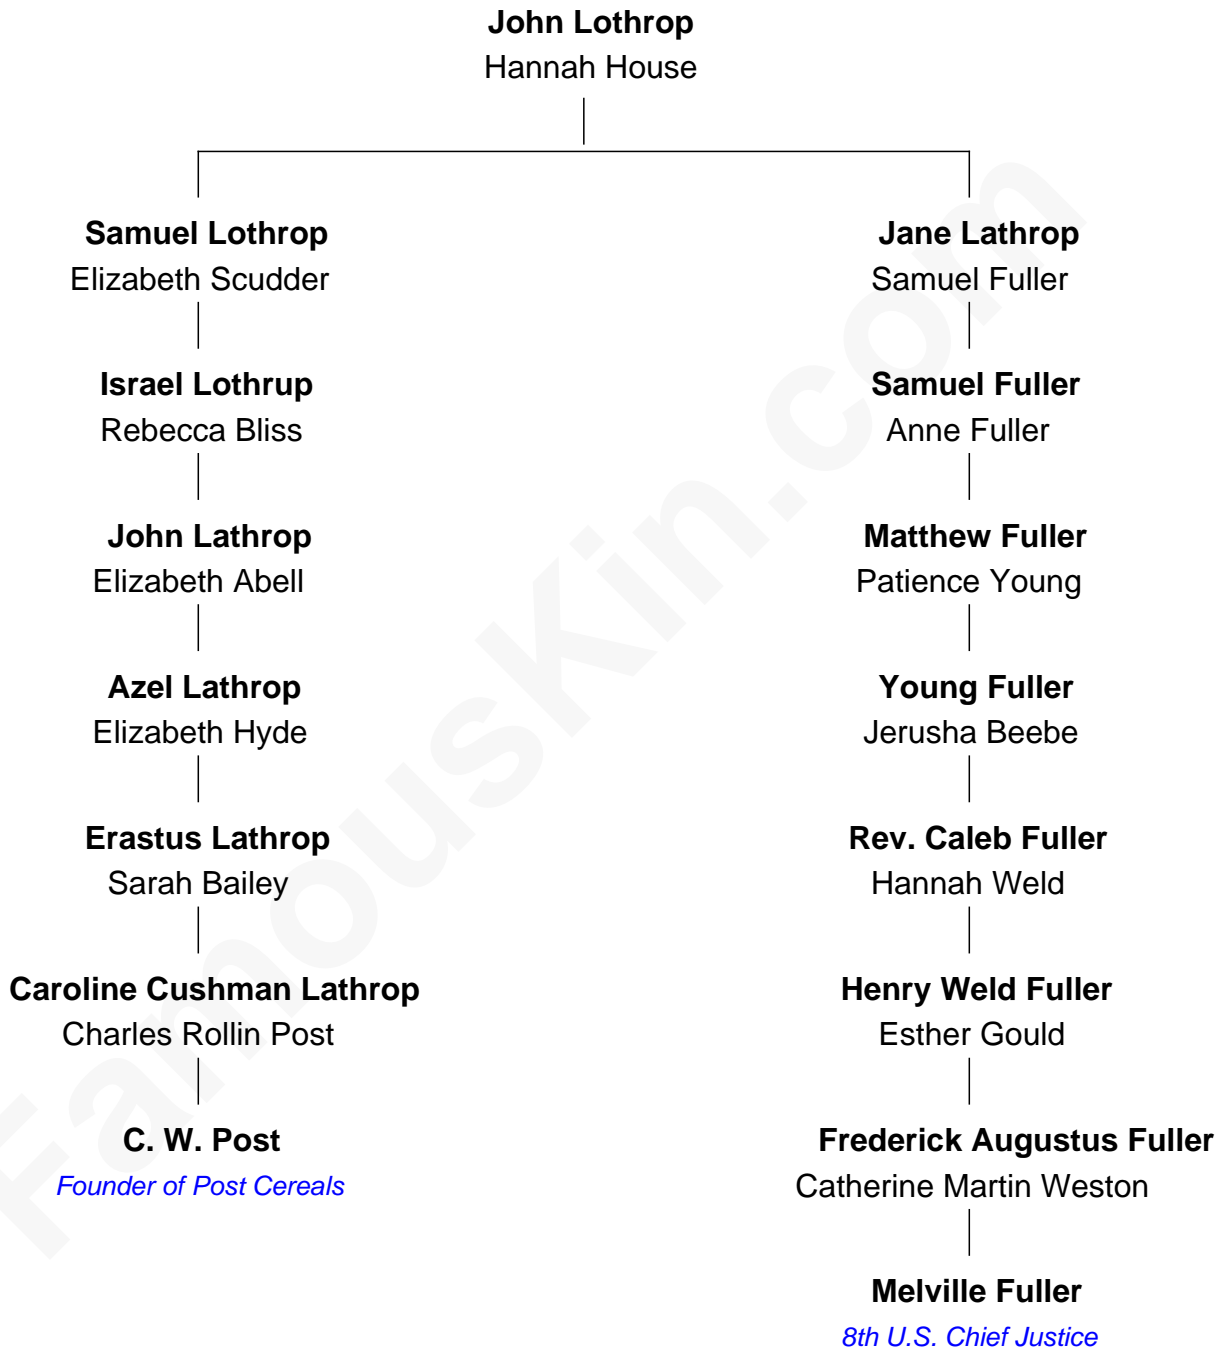 John Lothrop
Hannah House
Samuel Lothrop
Elizabeth Scudder
Israel Lothrup
Rebecca Bliss
John Lathrop
Elizabeth Abell
Azel Lathrop
Elizabeth Hyde
Erastus Lathrop
Sarah Bailey
Caroline Cushman Lathrop
Charles Rollin Post
C. W. Post
Founder of Post Cereals
Jane Lathrop
Samuel Fuller
Samuel Fuller
Anne Fuller
Matthew Fuller
Patience Young
Young Fuller
Jerusha Beebe
Rev. Caleb Fuller
Hannah Weld
Henry Weld Fuller
Esther Gould
Frederick Augustus Fuller
Catherine Martin Weston
Melville Fuller
8th U.S. Chief Justice
FamousKin.com